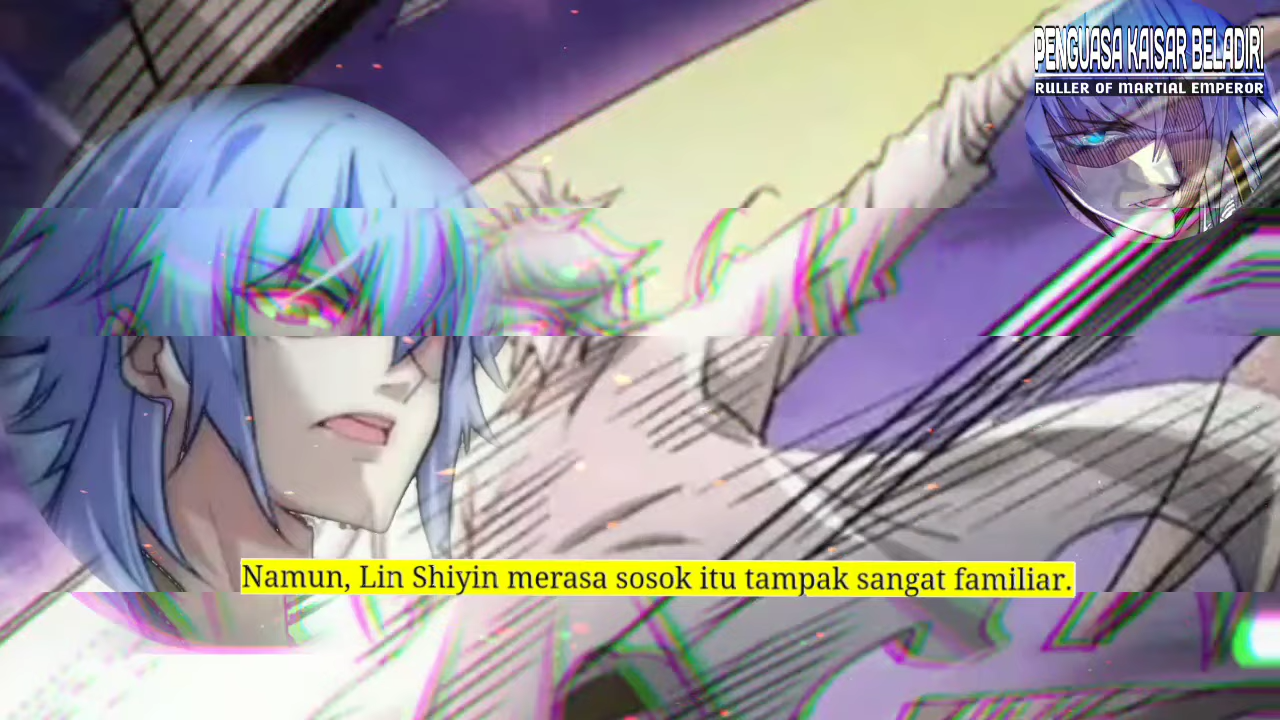 PENGUASA KAISAR BELADIRI
RULLER OF MARTIAL EMPEROR
Namun, Lin Shiyin merasa sosok itu tampak sangat familiar.